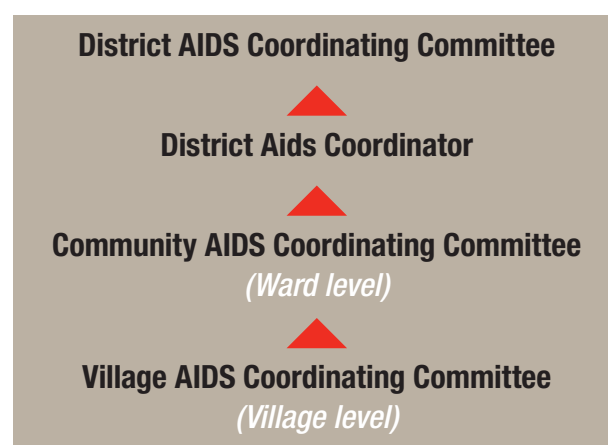 District AIDS Coordinating Committee
District Aids Coordinator
Community AIDS Coordinating Committee
(Ward level)
Village AIDS Coordinating Committee
(Village level)